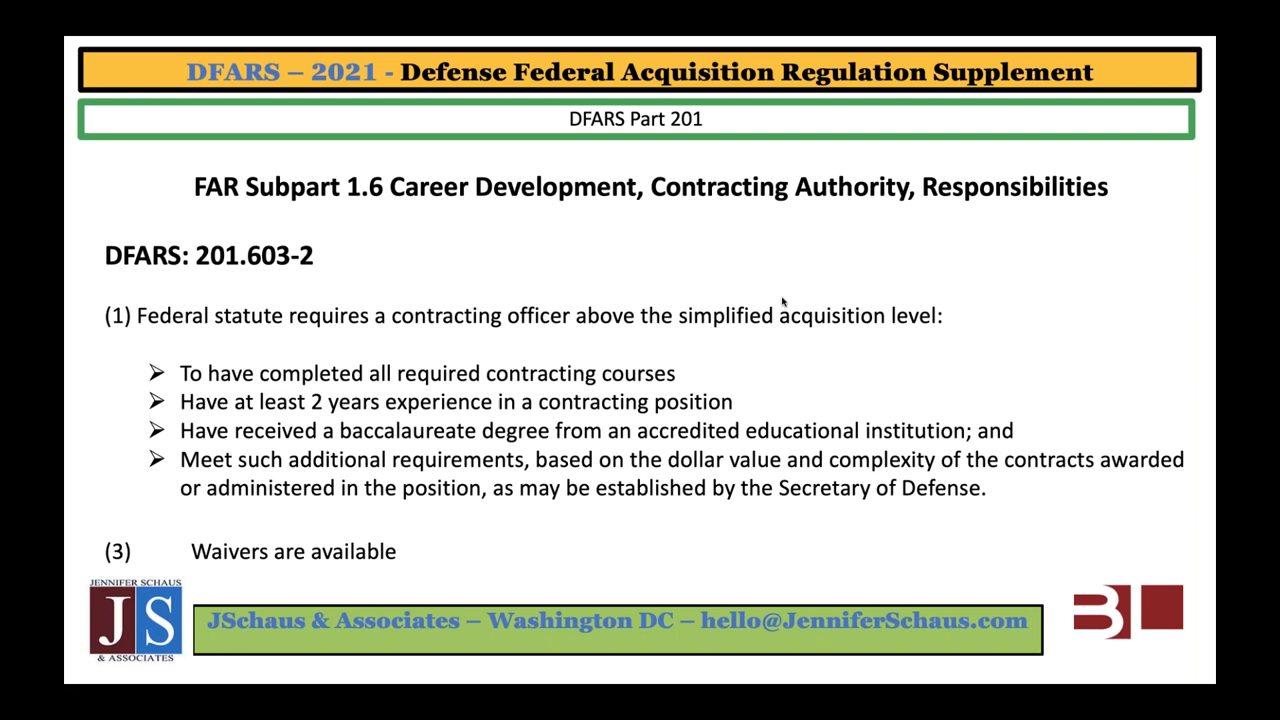 DFARS – 2021 - Defense Federal Acquisition Regulation Supplement
DFARS Part 201
FAR Subpart 1.6 Career Development, Contracting Authority, Responsibilities
DFARS: 201.603-2
(1) Federal statute requires a contracting officer above the simplified acquisition level:
➢ To have completed all required contracting courses
➢ Have at least 2 years experience in a contracting position
➢ Have received a baccalaureate degree from an accredited educational institution; and
➢ Meet such additional requirements, based on the dollar value and complexity of the contracts awarded
or administered in the position, as may be established by the Secretary of Defense.
(3) Waivers are available
JENNIFER SCHAUS
JS
& ASSOCIATES
JSchaus & Associates – Washington DC – hello@JenniferSchaus.com
B